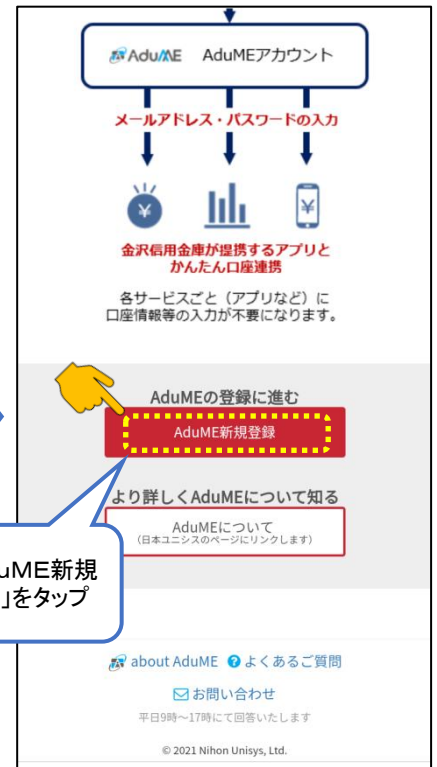 AduME AduMEアカウント
メールアドレス・パスワードの入力
金沢信用金庫が提携するアプリと
かんたん口座連携
各サービスごと（アプリなど）に
口座情報等の入力が不要になります。
AduMEの登録に進む
AduME新規登録
より詳しくAduMEについて知る
AduMEについて
（日本ユニシスのページにリンクします）
uME新規
」をタップ
about AduME よくあるご質問
お問い合わせ
平日9時～17時にて回答いたします
© 2021 Nihon Unisys, Ltd.